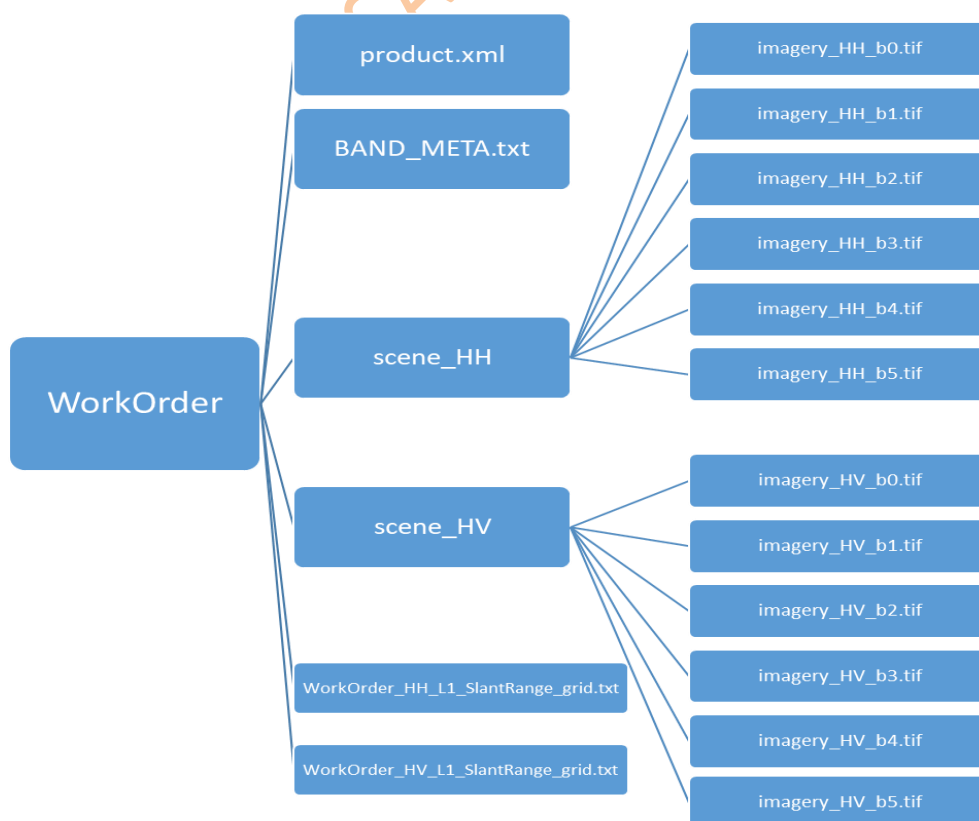 WorkOrder
product.xml
BAND_META.txt
scene_HH
scene_HV
WorkOrder_HH_L1_SlantRange_grid.txt
WorkOrder_HV_L1_SlantRange_grid.txt
imagery_HH_b0.tif
imagery_HH_b1.tif
imagery_HH_b2.tif
imagery_HH_b3.tif
imagery_HH_b4.tif
imagery_HH_b5.tif
imagery_HV_b0.tif
imagery_HV_b1.tif
imagery_HV_b2.tif
imagery_HV_b3.tif
imagery_HV_b4.tif
imagery_HV_b5.tif